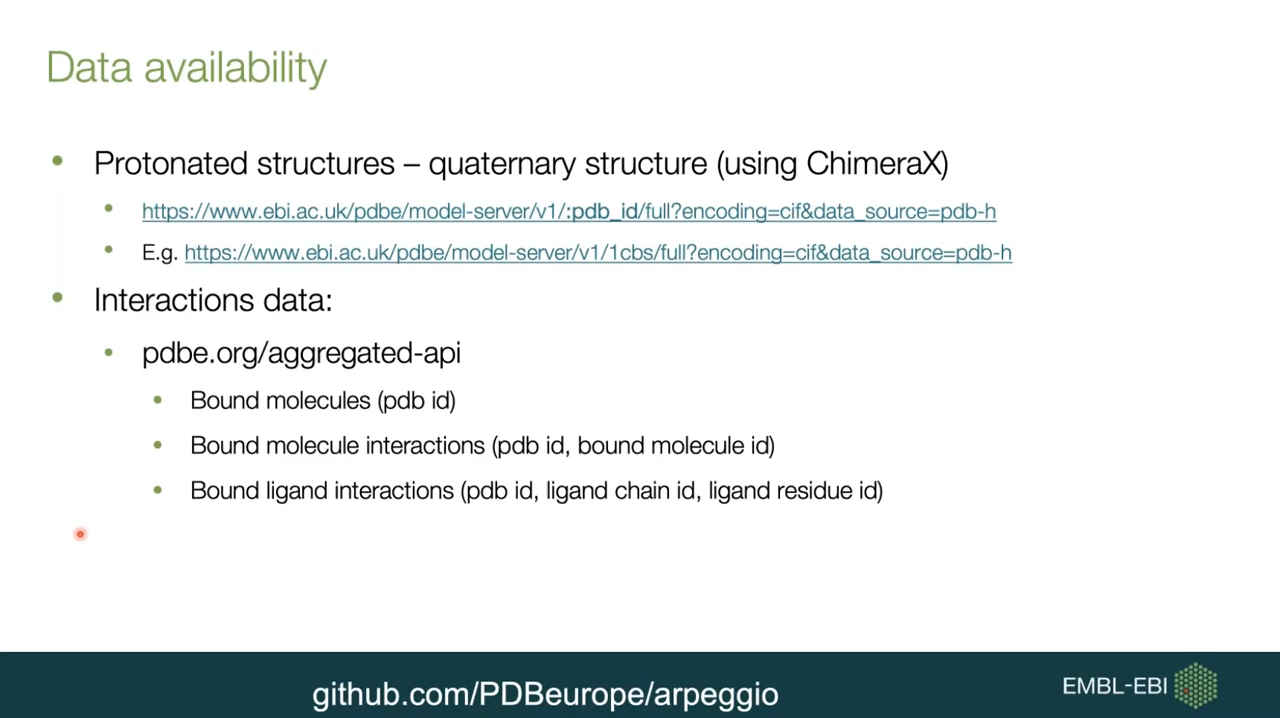 Data availability
• Protonated structures – quaternary structure (using ChimeraX)
• https://www.ebi.ac.uk/pdbe/model-server/v1/:pdb_id/full?encoding=cif&data_source=pdb-h
• E.g. https://www.ebi.ac.uk/pdbe/model-server/v1/1cbs/full?encoding=cif&data_source=pdb-h
• Interactions data:
• pdbe.org/aggregated-api
• Bound molecules (pdb id)
• Bound molecule interactions (pdb id, bound molecule id)
• Bound ligand interactions (pdb id, ligand chain id, ligand residue id)
github.com/PDBeurope/arpeggio
EMBL-EBI